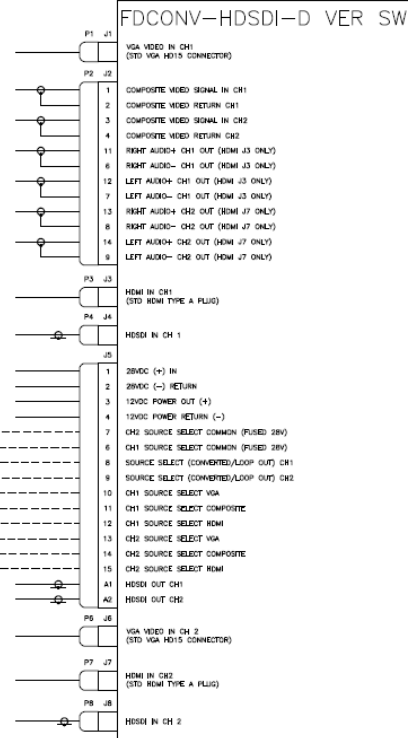 FDCONV-HDSDI-D VER SW
P1 J1
VGA VIDEO IN CH1
(STD VGA HD15 CONNECTOR)
P2 J2
1 COMPOSITE VIDEO SIGNAL IN CH1
2 COMPOSITE VIDEO RETURN CH1
3 COMPOSITE VIDEO SIGNAL IN CH2
4 COMPOSITE VIDEO RETURN CH2
11 RIGHT AUDIO+ CH1 OUT (HDMI J3 ONLY)
6 RIGHT AUDIO- CH1 OUT (HDMI J3 ONLY)
12 LEFT AUDIO+ CH1 OUT (HDMI J3 ONLY)
7 LEFT AUDIO- CH1 OUT (HDMI J3 ONLY)
13 RIGHT AUDIO+ CH2 OUT (HDMI J7 ONLY)
8 RIGHT AUDIO- CH2 OUT (HDMI J7 ONLY)
14 LEFT AUDIO+ CH2 OUT (HDMI J7 ONLY)
9 LEFT AUDIO- CH2 OUT (HDMI J7 ONLY)
P3 J3
HDMI IN CH1
(STD HDMI TYPE A PLUG)
P4 J4
HDSDI IN CH 1
J5
1 28VDC (+) IN
2 28VDC (-) RETURN
3 12VDC POWER OUT (+)
4 12VDC POWER RETURN (-)
7 CH2 SOURCE SELECT COMMON (FUSED 28V)
6 CH1 SOURCE SELECT COMMON (FUSED 28V)
8 SOURCE SELECT (CONVERTED/LOOP OUT) CH1
9 SOURCE SELECT (CONVERTED/LOOP OUT) CH2
10 CH1 SOURCE SELECT VGA
11 CH1 SOURCE SELECT COMPOSITE
12 CH1 SOURCE SELECT HDMI
13 CH2 SOURCE SELECT VGA
14 CH2 SOURCE SELECT COMPOSITE
15 CH2 SOURCE SELECT HDMI
A1 HDSDI OUT CH1
A2 HDSDI OUT CH2
P6 J6
VGA VIDEO IN CH 2
(STD VGA HD15 CONNECTOR)
P7 J7
HDMI IN CH2
(STD HDMI TYPE A PLUG)
P8 J8
HDSDI IN CH 2